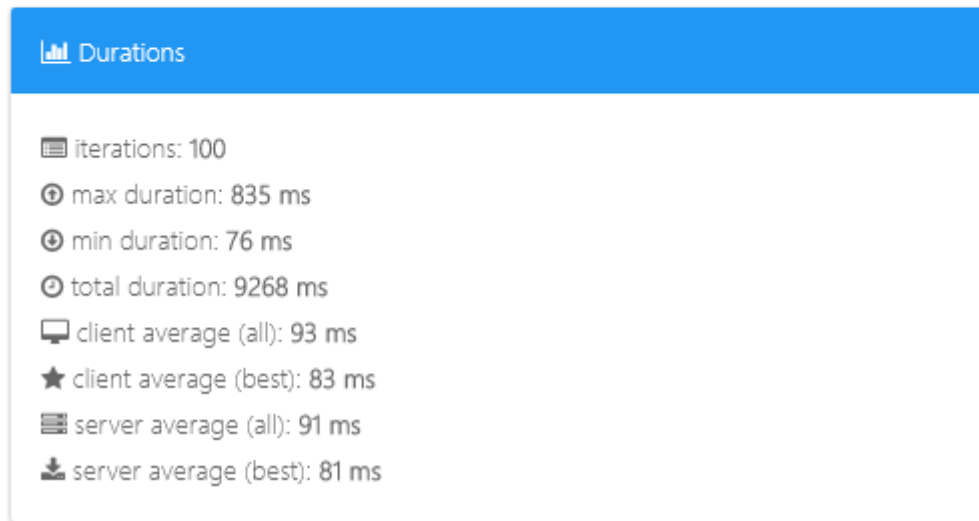 Durations
iterations: 100
max duration: 835 ms
min duration: 76 ms
total duration: 9268 ms
client average (all): 93 ms
client average (best): 83 ms
server average (all): 91 ms
server average (best): 81 ms